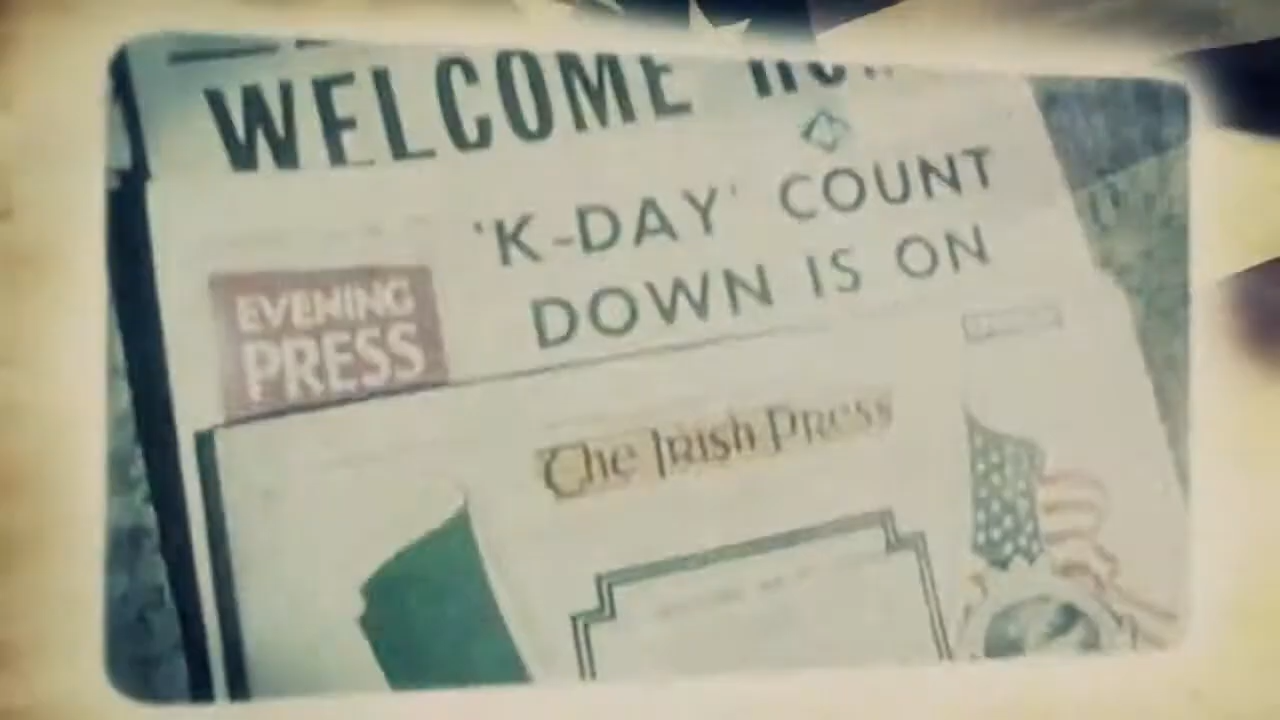 WELCOME
'K-DAY' COUNT
DOWN IS ON
EVENING
PRESS
The Irish Press